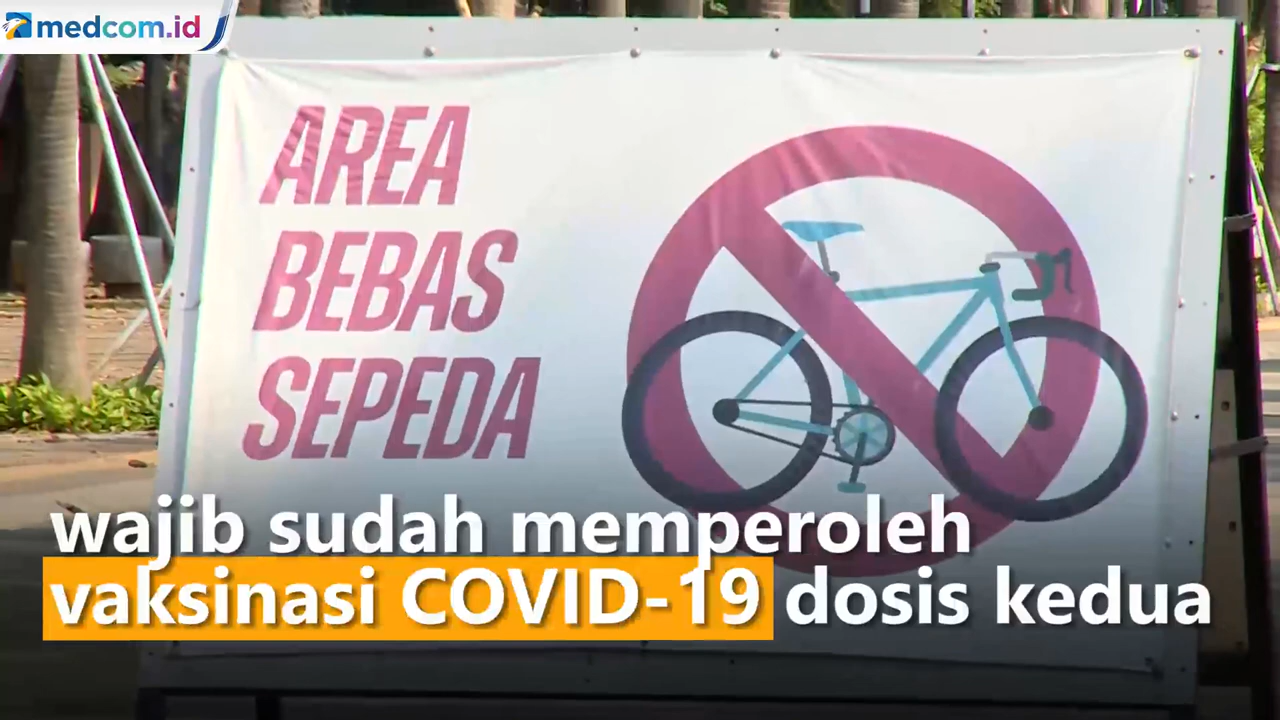 medcom.id
AREA
BEBAS
SEPEDA
wajib sudah memperoleh
vaksinasi COVID-19 dosis kedua